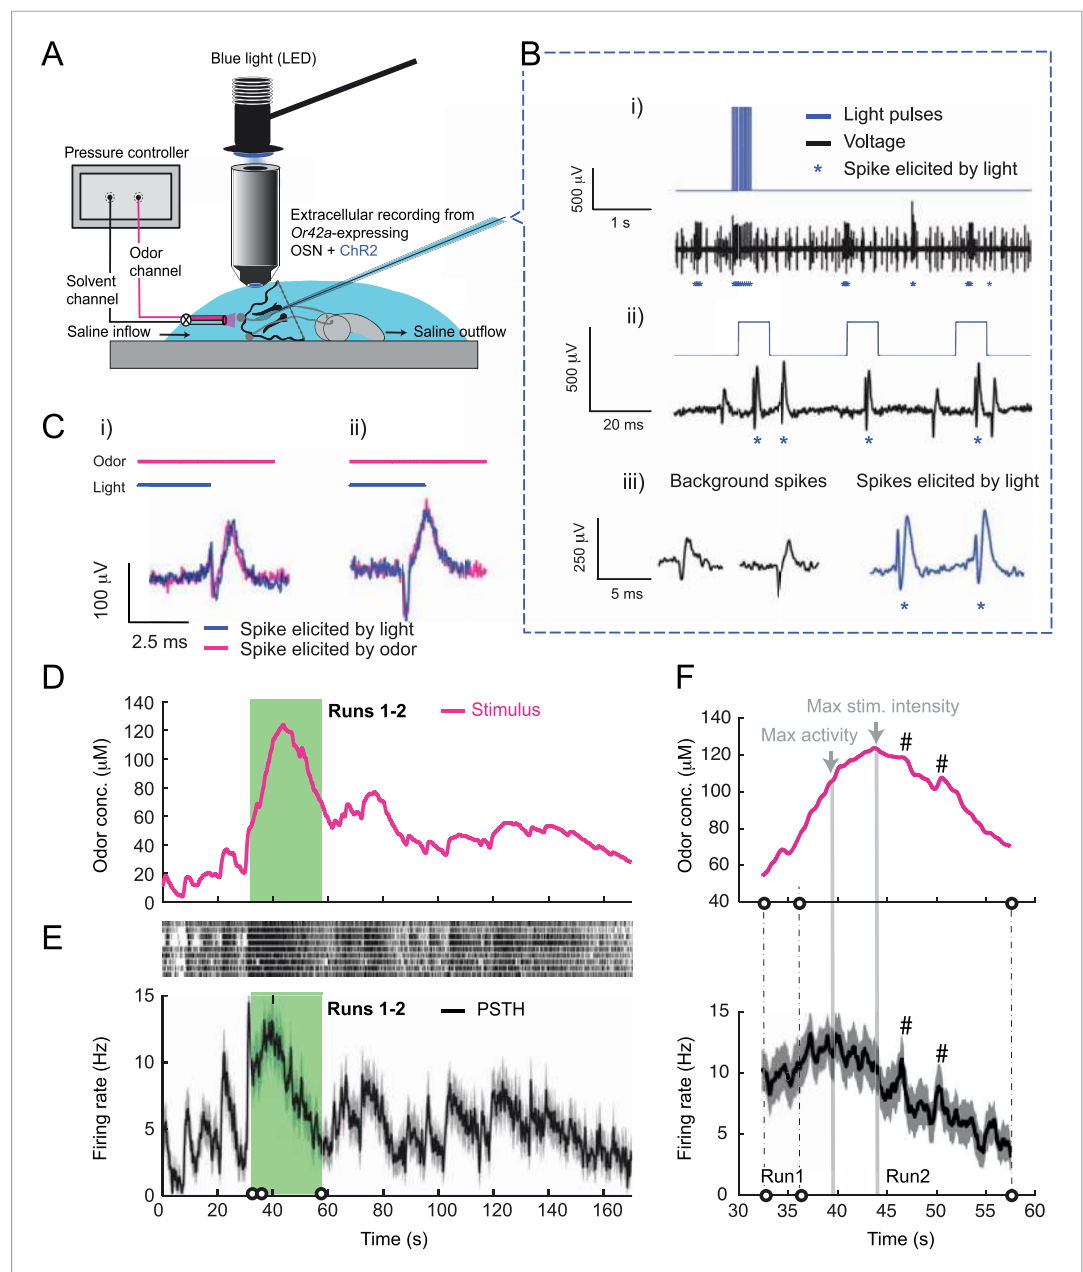 A
Blue light (LED)
Pressure controller
Extracellular recording from
Or42a-expressing
OSN + ChR2
Odor
channel
Solvent
channel
Saline inflow
Saline outflow
B
i)
Light pulses
Voltage
* Spike elicited by light
500 µV
1 s
ii)
500 µV
20 ms
* * * *
iii) Background spikes Spikes elicited by light
250 µV
5 ms
* *
C
i) ii)
Odor
Light
100 µV
2.5 ms
Spike elicited by light
Spike elicited by odor
D
Runs 1-2 Stimulus
Odor conc. (µM)
140
120
100
80
60
40
20
0
E
Runs 1-2 PSTH
Firing rate (Hz)
15
10
5
0
0 20 40 60 80 100 120 140 160
Time (s)
F
Max stim. intensity
Max activity
# #
Odor conc. (µM)
140
120
100
80
60
40
# #
Firing rate (Hz)
15
10
5
0
Run1 Run2
30 35 40 45 50 55 60
Time (s)